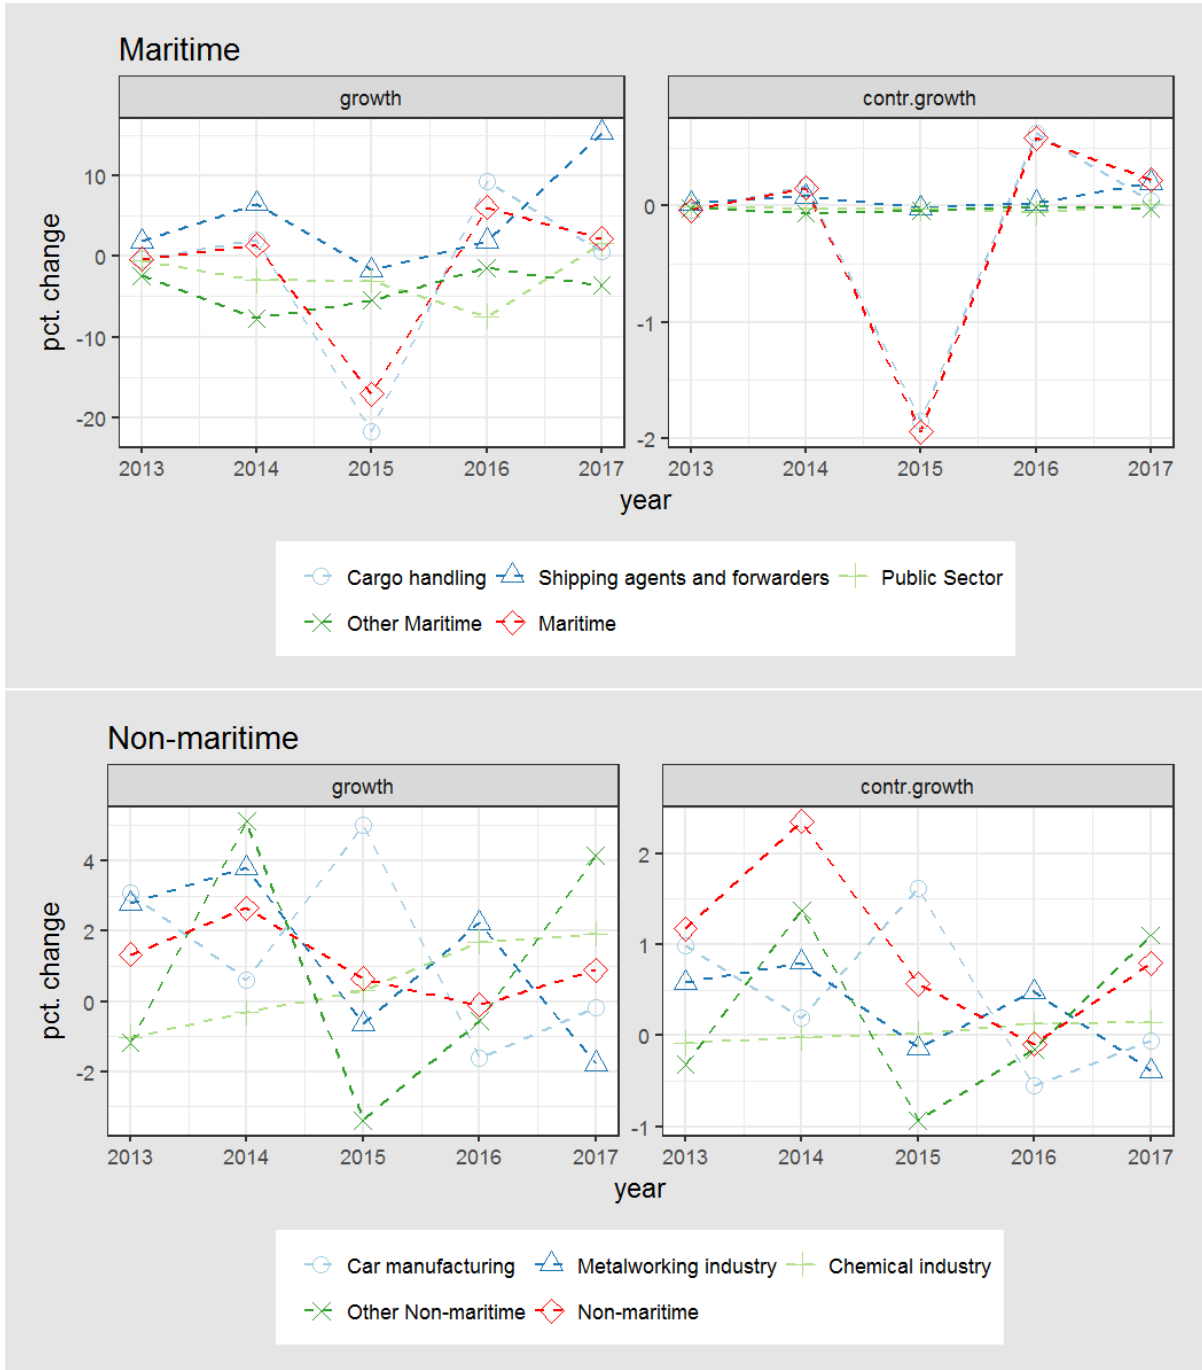 Maritime
growth
contr.growth
pct. change
10
0
-10
-20
0
-1
-2
2013 2014 2015 2016 2017
2013 2014 2015 2016 2017
year
Cargo handling Shipping agents and forwarders Public Sector
Other Maritime Maritime
Non-maritime
growth
contr.growth
pct. change
4
2
0
-2
2
1
0
-1
2013 2014 2015 2016 2017
2013 2014 2015 2016 2017
year
Car manufacturing Metalworking industry Chemical industry
Other Non-maritime Non-maritime